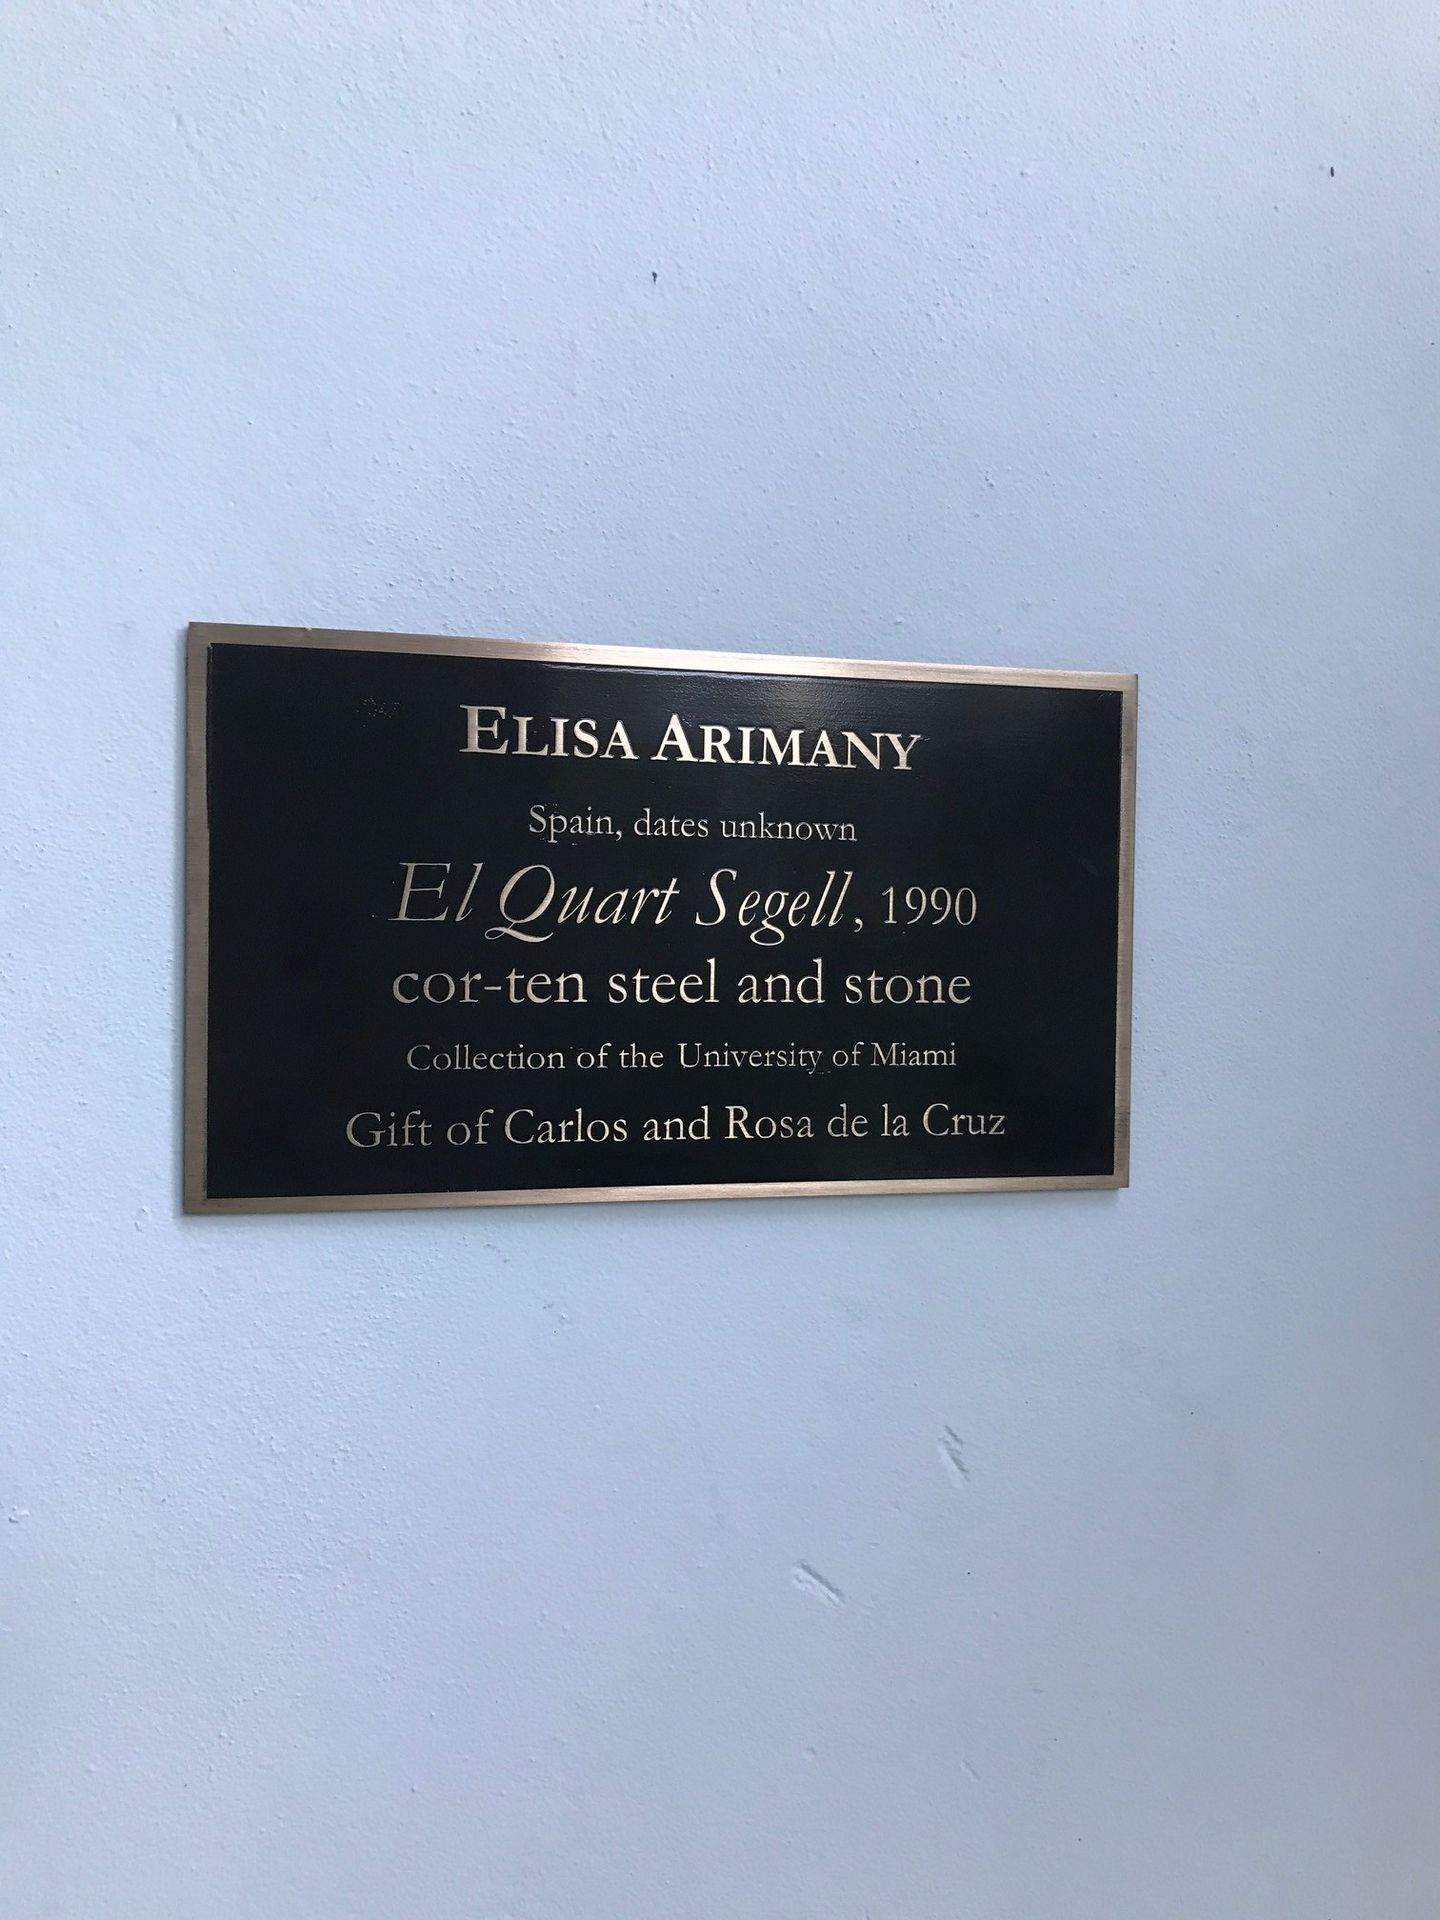 ELISA ARIMANY
Spain, dates unknown
El Quart Segell, 1990
cor-ten steel and stone
Collection of the University of Miami
Gift of Carlos and Rosa de la Cruz